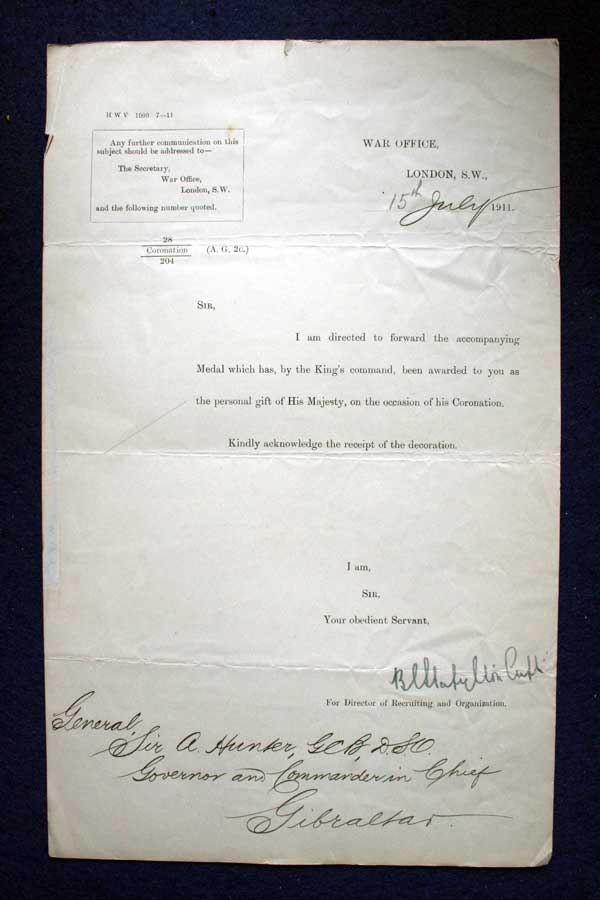 H W V 1500 7—11
Any further communication on this
subject should be addressed to—
The Secretary,
War Office,
London, S.W.
and the following number quoted.
WAR OFFICE,
LONDON, S.W.,
15th July 1911.
28
Coronation
204
(A. G. 2c.)
SIR,
I am directed to forward the accompanying
Medal which has, by the King's command, been awarded to you as
the personal gift of His Majesty, on the occasion of his Coronation.
Kindly acknowledge the receipt of the decoration.
I am,
SIR,
Your obedient Servant,
For Director of Recruiting and Organization.
General,
Sir A. Hunter, GCB, D.S.O.
Governor and Commander in Chief
Gibraltar.